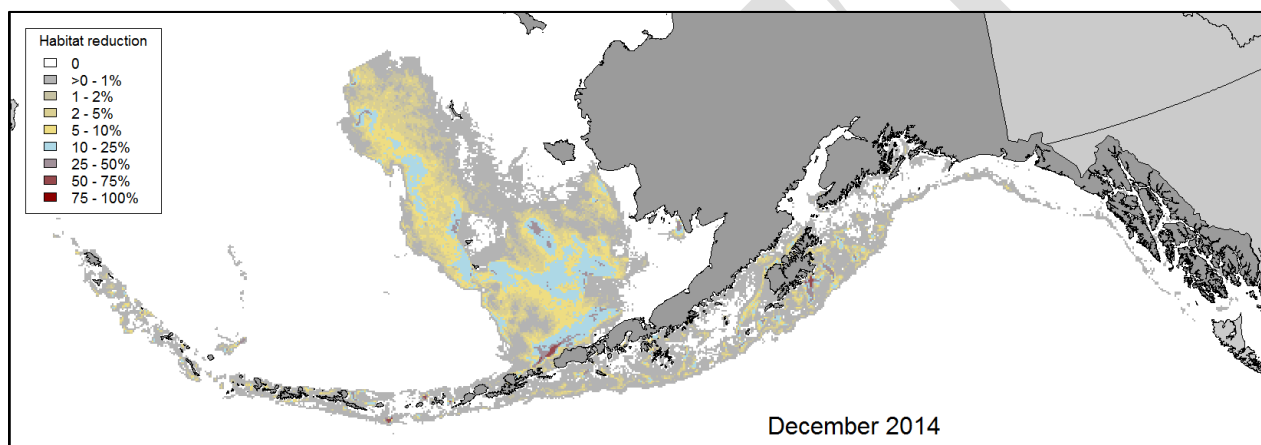 Habitat reduction
0
>0 - 1%
1 - 2%
2 - 5%
5 - 10%
10 - 25%
25 - 50%
50 - 75%
75 - 100%
December 2014